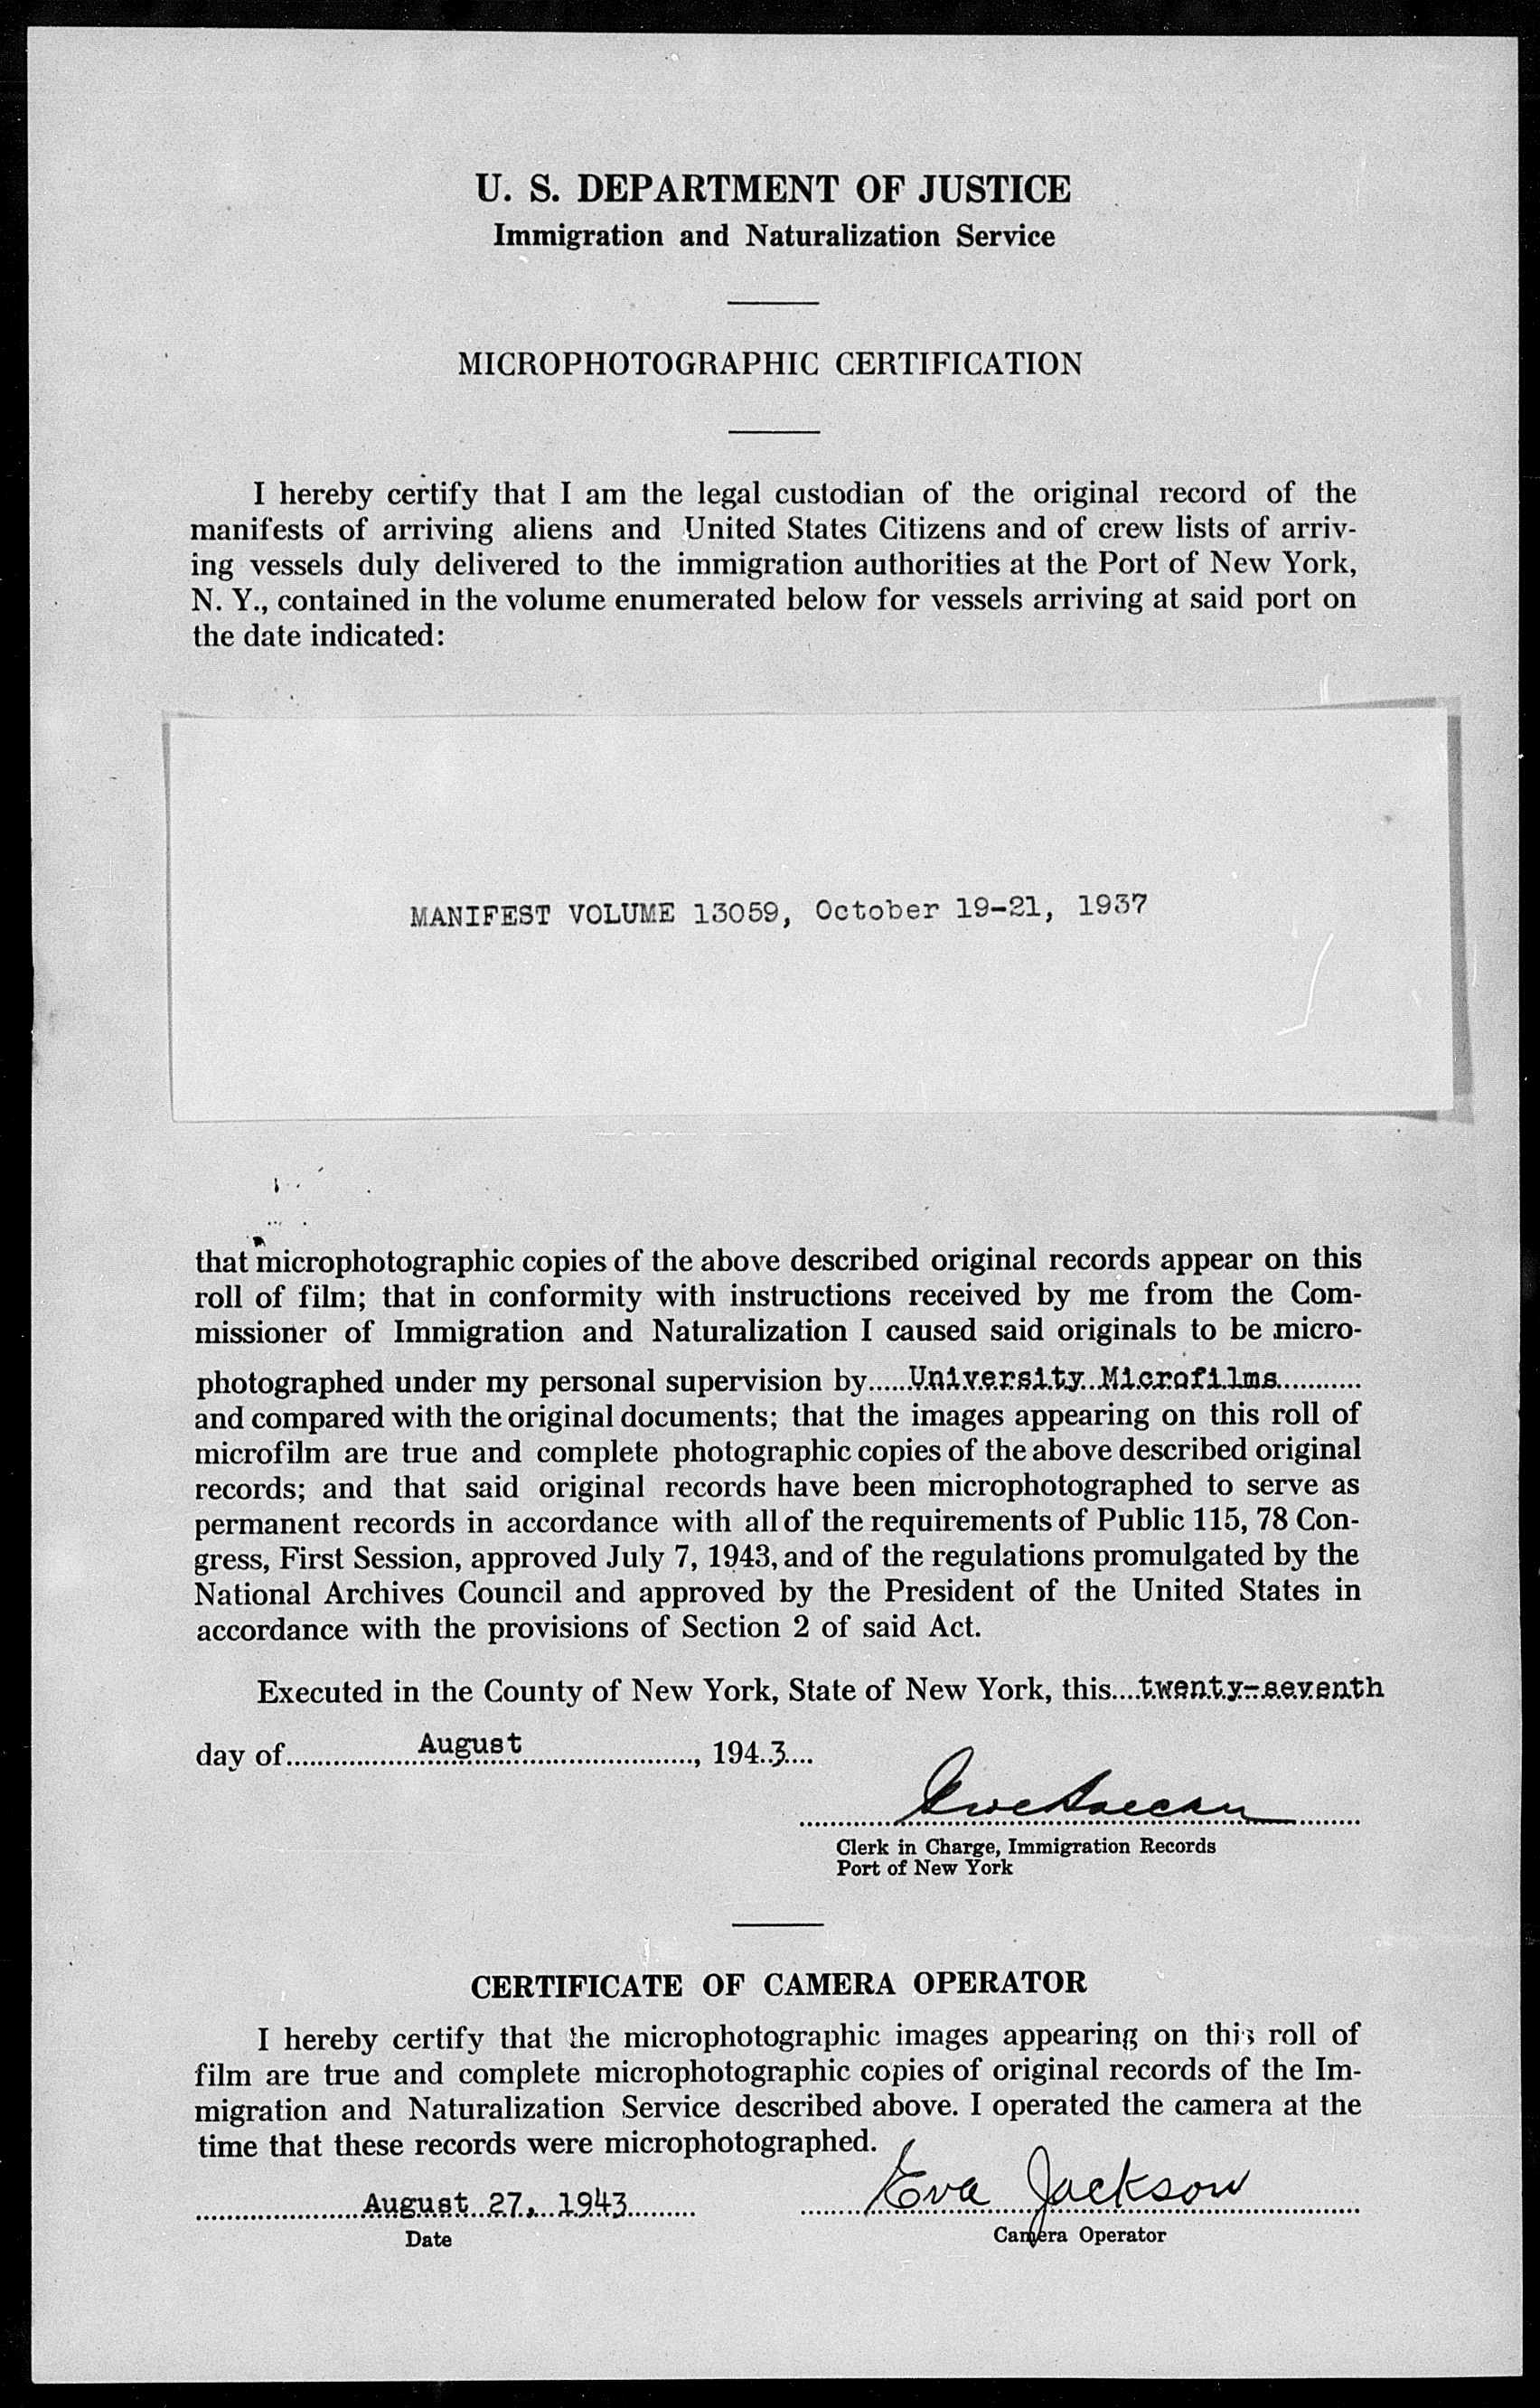 U. S. DEPARTMENT OF JUSTICE
Immigration and Naturalization Service
MICROPHOTOGRAPHIC CERTIFICATION
I hereby certify that I am the legal custodian of the original record of the
manifests of arriving aliens and United States Citizens and of crew lists of arriv-
ing vessels duly delivered to the immigration authorities at the Port of New York,
N. Y., contained in the volume enumerated below for vessels arriving at said port on
the date indicated:
MANIFEST VOLUME 13059, October 19-21, 1937
that microphotographic copies of the above described original records appear on this
roll of film; that in conformity with instructions received by me from the Com-
missioner of Immigration and Naturalization I caused said originals to be micro-
photographed under my personal supervision by.....University Microfilms...........
and compared with the original documents; that the images appearing on this roll of
microfilm are true and complete photographic copies of the above described original
records; and that said original records have been microphotographed to serve as
permanent records in accordance with all of the requirements of Public 115, 78 Con-
gress, First Session, approved July 7, 1943, and of the regulations promulgated by the
National Archives Council and approved by the President of the United States in
accordance with the provisions of Section 2 of said Act.
Executed in the County of New York, State of New York, this....twenty-seventh
day of................August......................, 194..3....
Clerk in Charge, Immigration Records
Port of New York
CERTIFICATE OF CAMERA OPERATOR
I hereby certify that the microphotographic images appearing on this roll of
film are true and complete microphotographic copies of original records of the Im-
migration and Naturalization Service described above. I operated the camera at the
time that these records were microphotographed.
August 27, 1943 Eva Jackson
Date Camera Operator